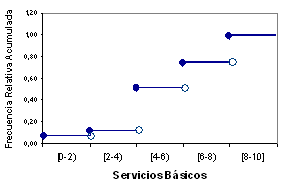 Frecuencia Relativa Acumulada
1,20
1,00
0,80
0,60
0,40
0,20
0,00
[0-2) [2-4) [4-6) [6-8) [8-10]
Servicios Básicos